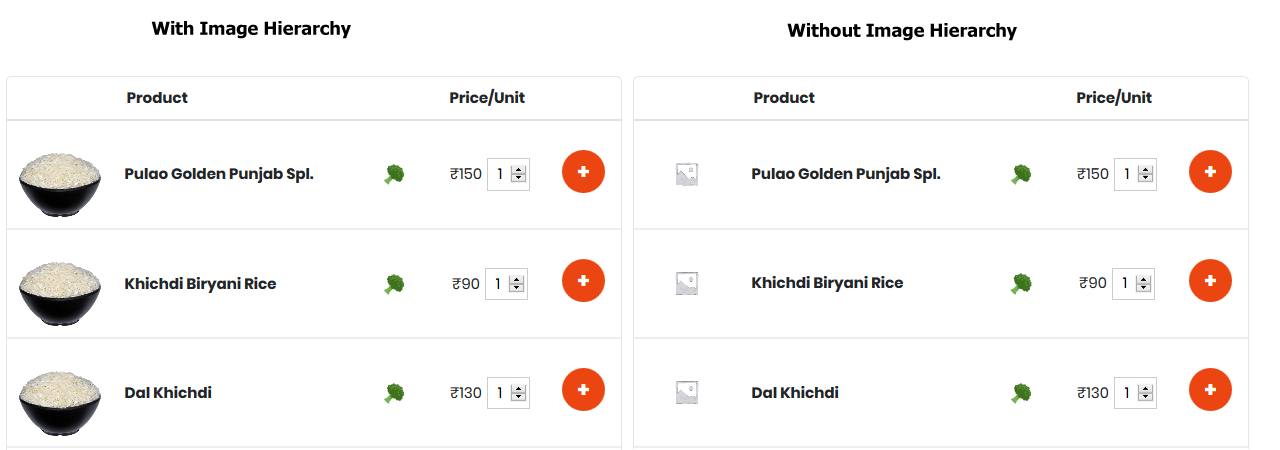 With Image Hierarchy
Without Image Hierarchy
Product Price/Unit
Pulao Golden Punjab Spl. ₹150 1 +
Khichdi Biryani Rice ₹90 1 +
Dal Khichdi ₹130 1 +
Product Price/Unit
Pulao Golden Punjab Spl. ₹150 1 +
Khichdi Biryani Rice ₹90 1 +
Dal Khichdi ₹130 1 +